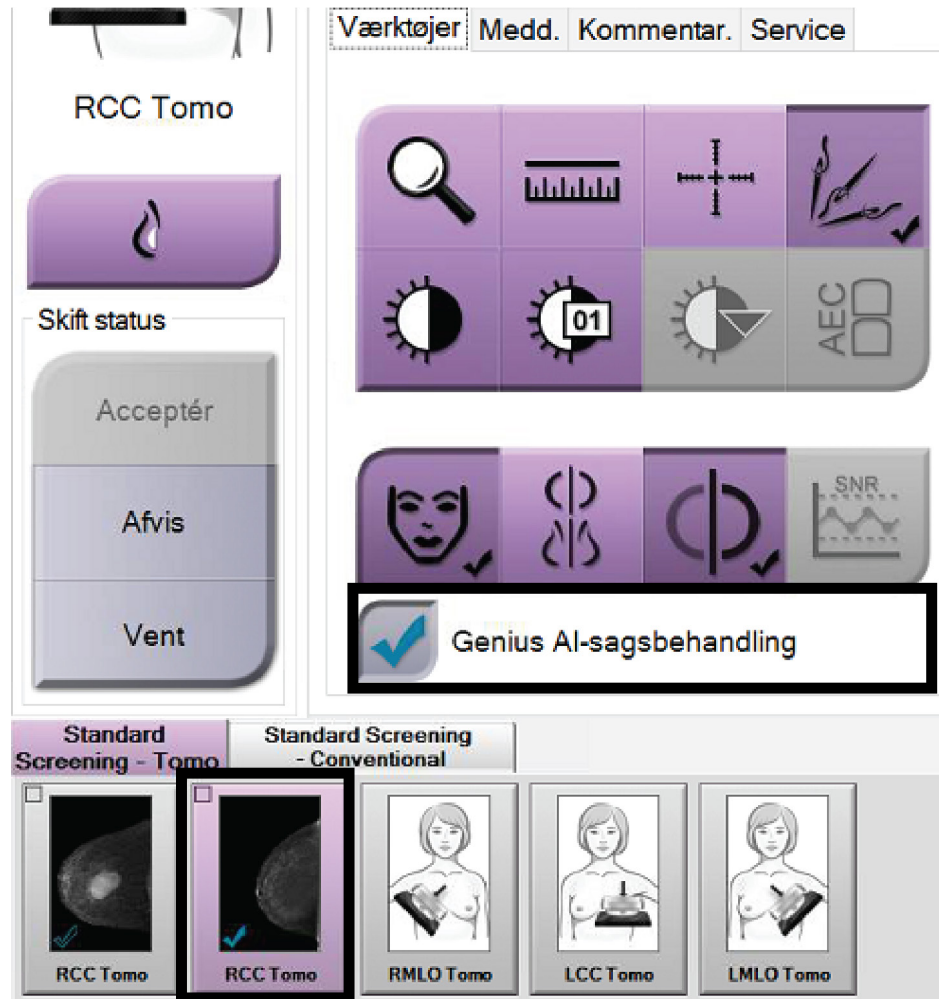 RCC Tomo
Skift status
Acceptér
Afvis
Vent
Værktøjer Medd. Kommentar. Service
01
AEC
SNR
Genius AI-sagsbehandling
Standard
Screening - Tomo
Standard Screening
- Conventional
RCC Tomo
RCC Tomo
RMLO Tomo
LCC Tomo
LMLO Tomo